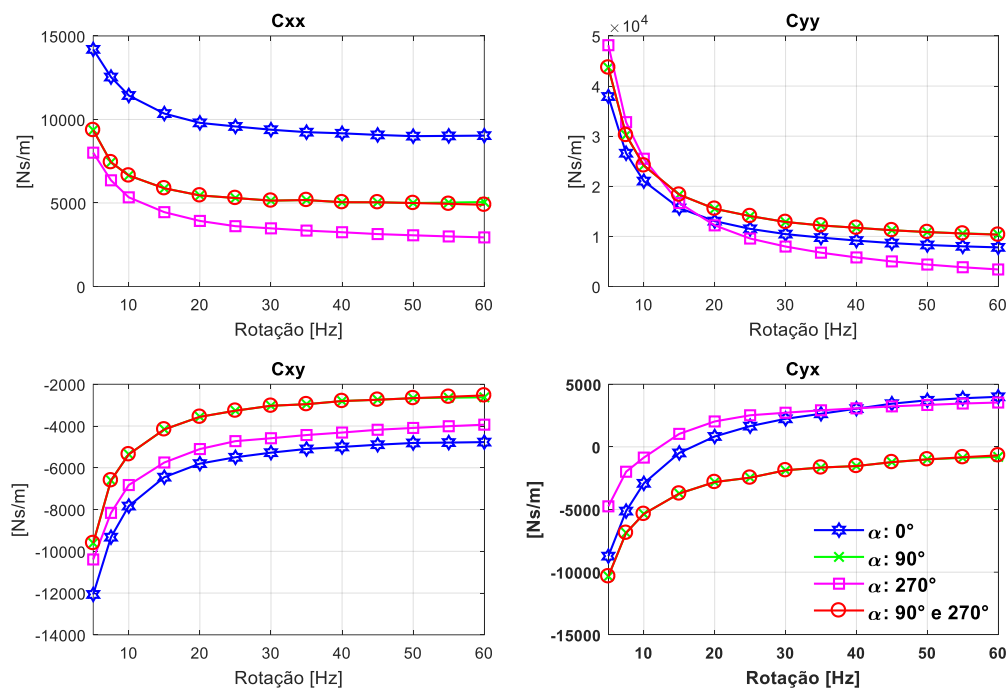 Cxx
15000
10000
5000
0
[Ns/m]
10 20 30 40 50 60
Rotação [Hz]
Cyy
×10⁴
5
4
3
2
1
0
[Ns/m]
10 20 30 40 50 60
Rotação [Hz]
Cxy
-2000
-4000
-6000
-8000
-10000
-12000
-14000
[Ns/m]
10 20 30 40 50 60
Rotação [Hz]
Cyx
5000
0
-5000
-10000
-15000
[Ns/m]
α: 0°
α: 90°
α: 270°
α: 90° e 270°
10 20 30 40 50 60
Rotação [Hz]